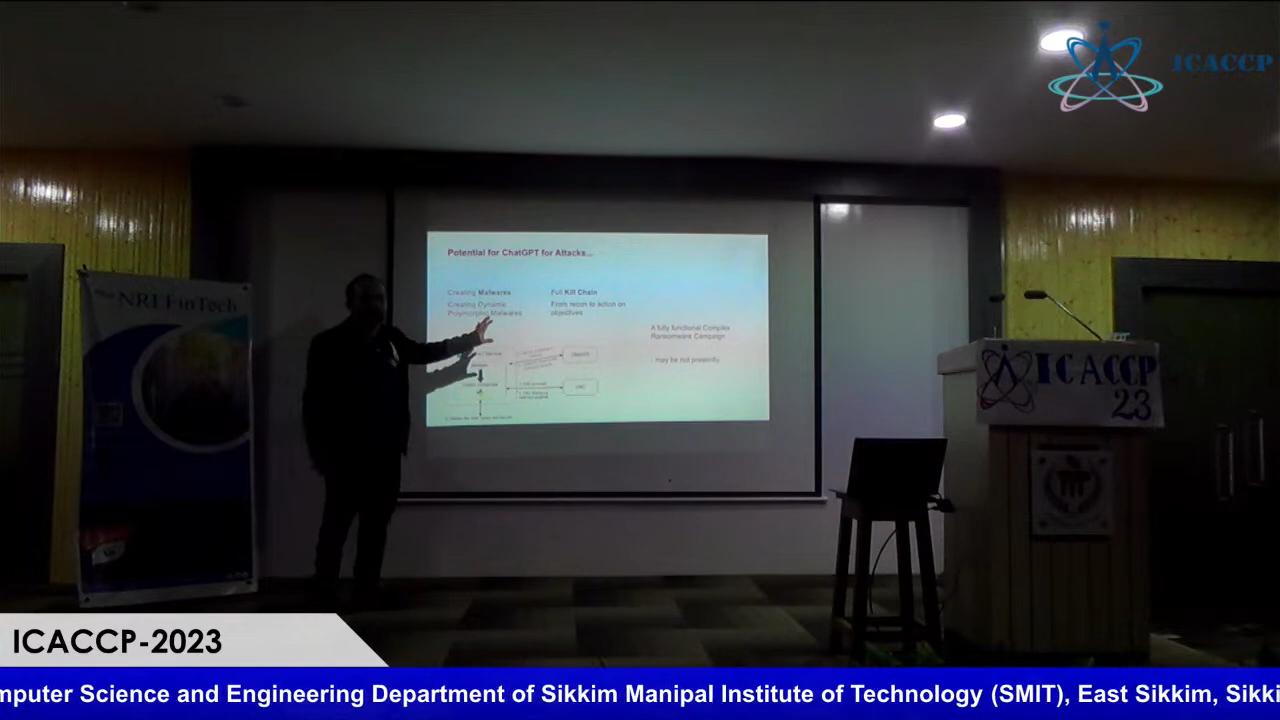 ICACCP
NRI FinTech
Potential for ChatGPT for Attacks...
Creating Malwares
Creating Dynamic
Polymorphic Malwares
Full Kill Chain
From recon to action on
objectives
A fully functional Complex
Ransomware Campaign
may be not presently
ICACCP
23
ICACCP-2023
mputer Science and Engineering Department of Sikkim Manipal Institute of Technology (SMIT), East Sikkim, Sikki